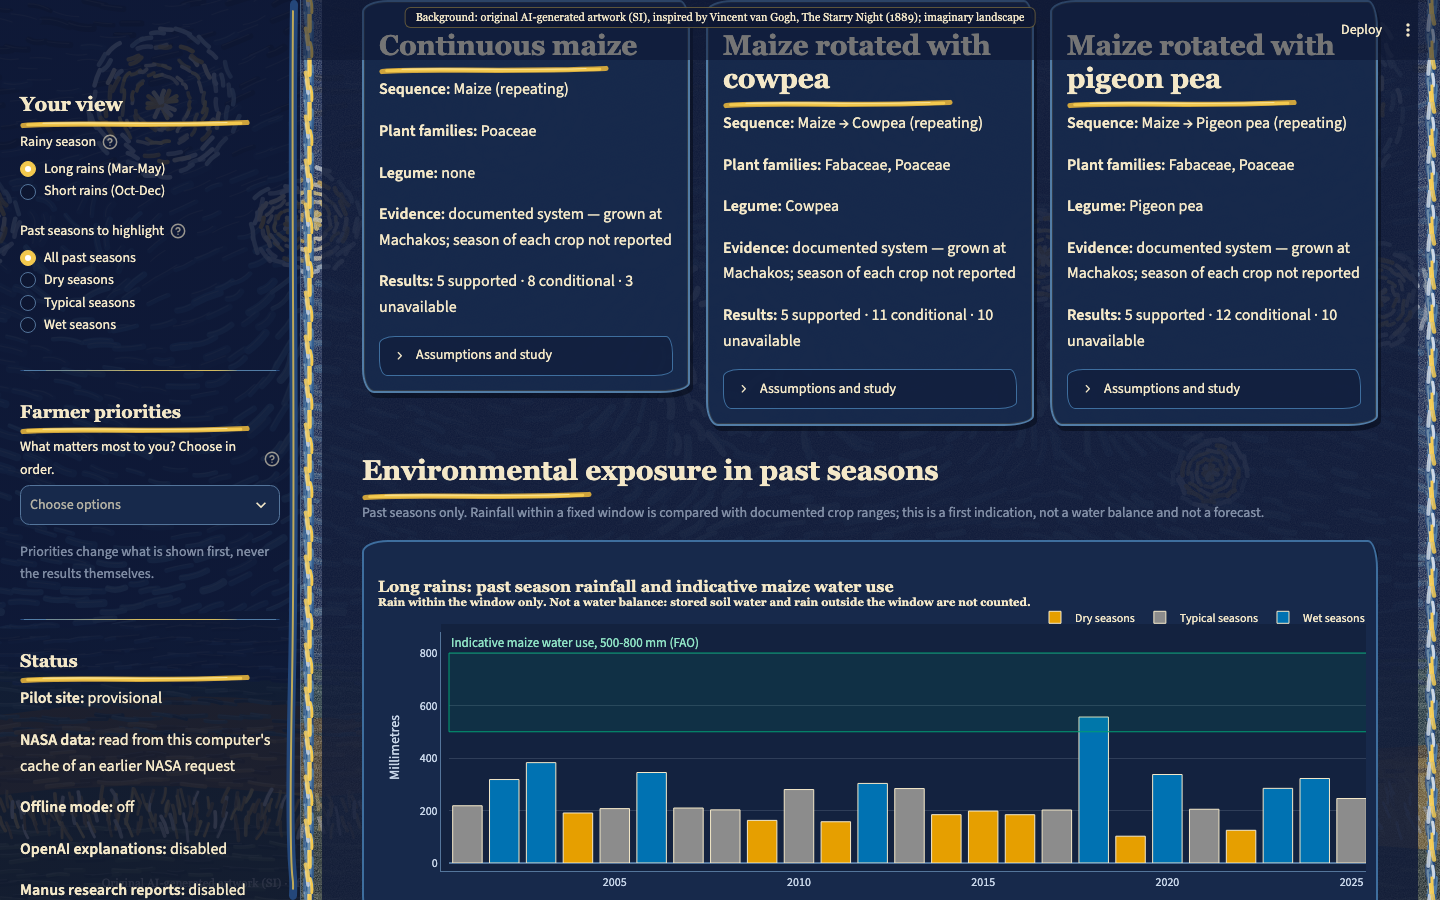 Background: original AI-generated artwork (SI), inspired by Vincent van Gogh, The Starry Night (1889); imaginary landscape
Deploy
Your view
Rainy season
Long rains (Mar-May)
Short rains (Oct-Dec)
Past seasons to highlight
All past seasons
Dry seasons
Typical seasons
Wet seasons
Farmer priorities
What matters most to you? Choose in
order.
Choose options
Priorities change what is shown first, never
the results themselves.
Status
Pilot site: provisional
NASA data: read from this computer's
cache of an earlier NASA request
Offline mode: off
OpenAI explanations: disabled
Manus research reports: disabled
Continuous maize
Sequence: Maize (repeating)
Plant families: Poaceae
Legume: none
Evidence: documented system — grown at
Machakos; season of each crop not reported
Results: 5 supported · 8 conditional · 3
unavailable
Assumptions and study
Maize rotated with
cowpea
Sequence: Maize → Cowpea (repeating)
Plant families: Fabaceae, Poaceae
Legume: Cowpea
Evidence: documented system — grown at
Machakos; season of each crop not reported
Results: 5 supported · 11 conditional · 10
unavailable
Assumptions and study
Maize rotated with
pigeon pea
Sequence: Maize → Pigeon pea (repeating)
Plant families: Fabaceae, Poaceae
Legume: Pigeon pea
Evidence: documented system — grown at
Machakos; season of each crop not reported
Results: 5 supported · 12 conditional · 10
unavailable
Assumptions and study
Environmental exposure in past seasons
Past seasons only. Rainfall within a fixed window is compared with documented crop ranges; this is a first indication, not a water balance and not a forecast.
Long rains: past season rainfall and indicative maize water use
Rain within the window only. Not a water balance: stored soil water and rain outside the window are not counted.
Dry seasons
Typical seasons
Wet seasons
Indicative maize water use, 500-800 mm (FAO)
Millimetres
800
600
400
200
0
2005
2010
2015
2020
2025